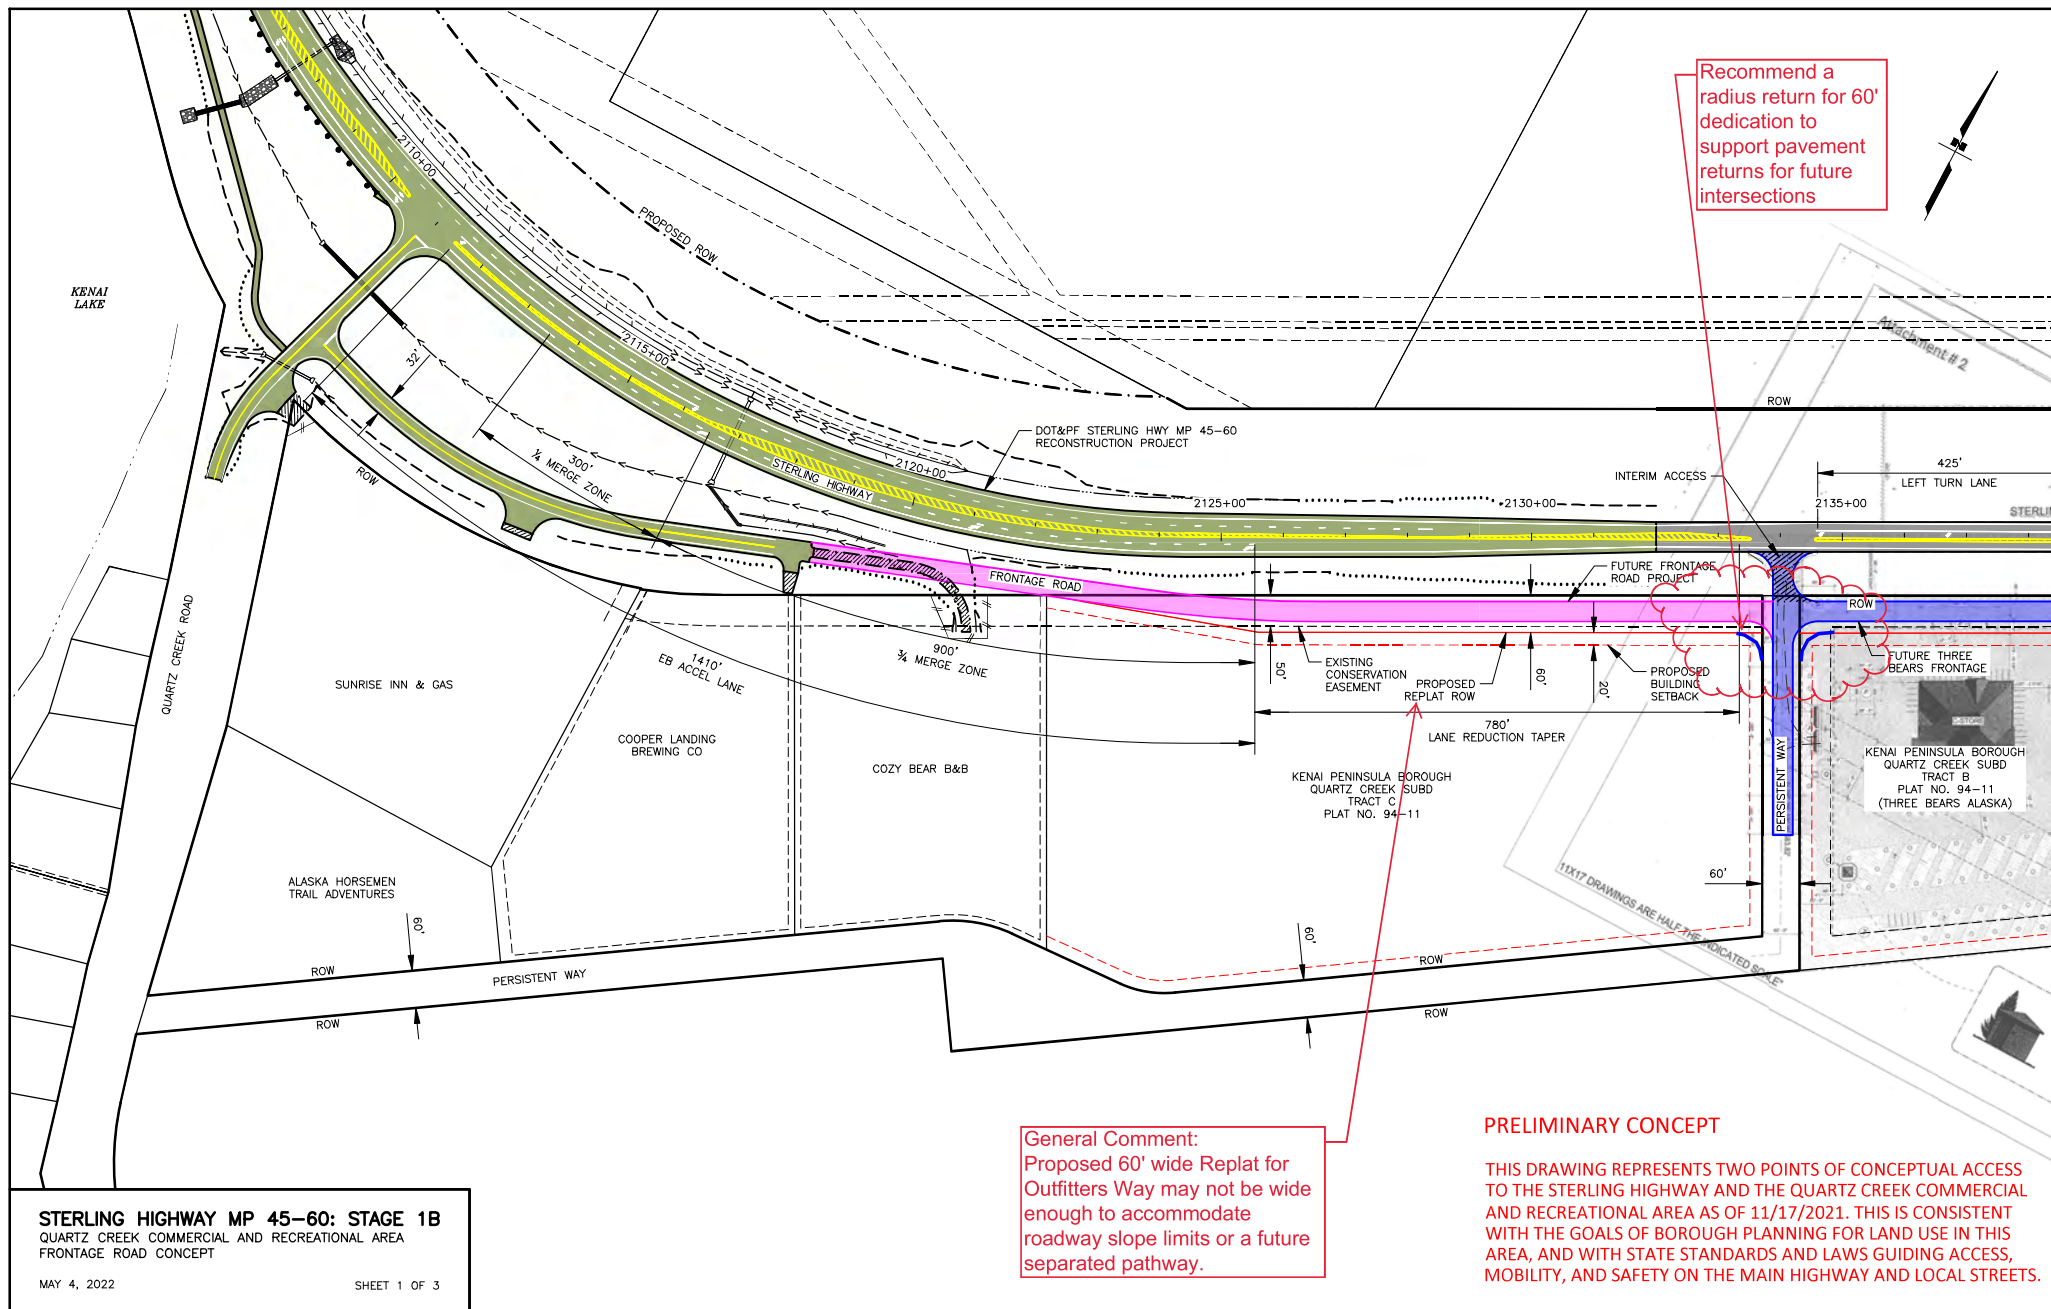 Recommend a
radius return for 60'
dedication to
support pavement
returns for future
intersections
2110+00
PROPOSED ROW
KENAI
LAKE
Attachment # 2
2115+00
32'
ROW
DOT&PF STERLING HWY MP 45-60
RECONSTRUCTION PROJECT
300'
¼ MERGE ZONE
STERLING HIGHWAY
2120+00
INTERIM ACCESS
425'
LEFT TURN LANE
ROW
2125+00
2130+00
2135+00
STERLIN
FRONTAGE ROAD
FUTURE FRONTAGE
ROAD PROJECT
ROW
QUARTZ CREEK ROAD
1410'
EB ACCEL LANE
900'
¾ MERGE ZONE
50'
EXISTING
CONSERVATION
EASEMENT
PROPOSED
REPLAT ROW
60'
20'
PROPOSED
BUILDING
SETBACK
FUTURE THREE
BEARS FRONTAGE
SUNRISE INN & GAS
780'
LANE REDUCTION TAPER
C-STORE
COOPER LANDING
BREWING CO
COZY BEAR B&B
KENAI PENINSULA BOROUGH
QUARTZ CREEK SUBD
TRACT C
PLAT NO. 94-11
PERSISTENT WAY
KENAI PENINSULA BOROUGH
QUARTZ CREEK SUBD
TRACT B
PLAT NO. 94-11
(THREE BEARS ALASKA)
ALASKA HORSEMEN
TRAIL ADVENTURES
60'
60'
60'
11X17 DRAWINGS ARE HALF THE INDICATED SCALE"
ROW
PERSISTENT WAY
ROW
ROW
ROW
General Comment:
Proposed 60' wide Replat for
Outfitters Way may not be wide
enough to accommodate
roadway slope limits or a future
separated pathway.
PRELIMINARY CONCEPT
THIS DRAWING REPRESENTS TWO POINTS OF CONCEPTUAL ACCESS
TO THE STERLING HIGHWAY AND THE QUARTZ CREEK COMMERCIAL
AND RECREATIONAL AREA AS OF 11/17/2021. THIS IS CONSISTENT
WITH THE GOALS OF BOROUGH PLANNING FOR LAND USE IN THIS
AREA, AND WITH STATE STANDARDS AND LAWS GUIDING ACCESS,
MOBILITY, AND SAFETY ON THE MAIN HIGHWAY AND LOCAL STREETS.
STERLING HIGHWAY MP 45-60: STAGE 1B
QUARTZ CREEK COMMERCIAL AND RECREATIONAL AREA
FRONTAGE ROAD CONCEPT
MAY 4, 2022
SHEET 1 OF 3